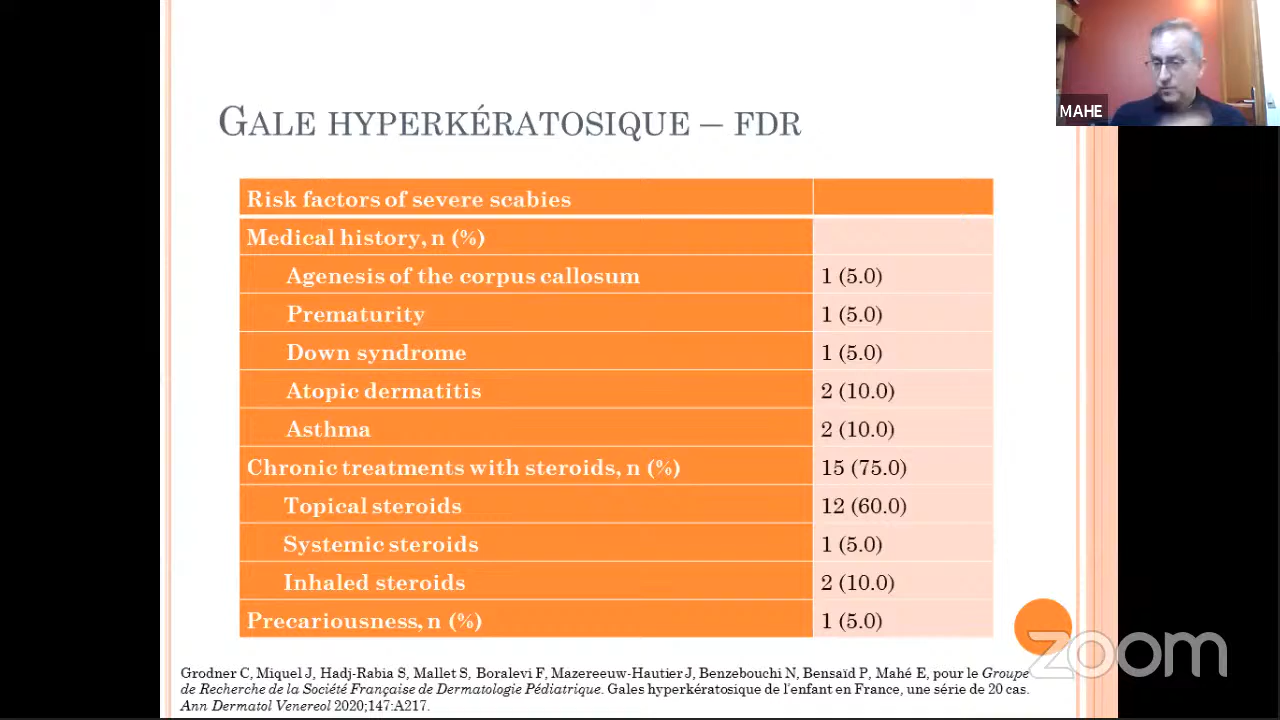 MAHE
GALE HYPERKÉRATOSIQUE – FDR
Risk factors of severe scabies
Medical history, n (%)
Agenesis of the corpus callosum 1 (5.0)
Prematurity 1 (5.0)
Down syndrome 1 (5.0)
Atopic dermatitis 2 (10.0)
Asthma 2 (10.0)
Chronic treatments with steroids, n (%) 15 (75.0)
Topical steroids 12 (60.0)
Systemic steroids 1 (5.0)
Inhaled steroids 2 (10.0)
Precariousness, n (%) 1 (5.0)
Grodner C, Miquel J, Hadj-Rabia S, Mallet S, Boralevi F, Mazereeuw-Hautier J, Benzebouchi N, Bensaïd P, Mahé E, pour le Groupe
de Recherche de la Société Française de Dermatologie Pédiatrique. Gales hyperkératosique de l'enfant en France, une série de 20 cas.
Ann Dermatol Venereol 2020;147:A217.
zoom